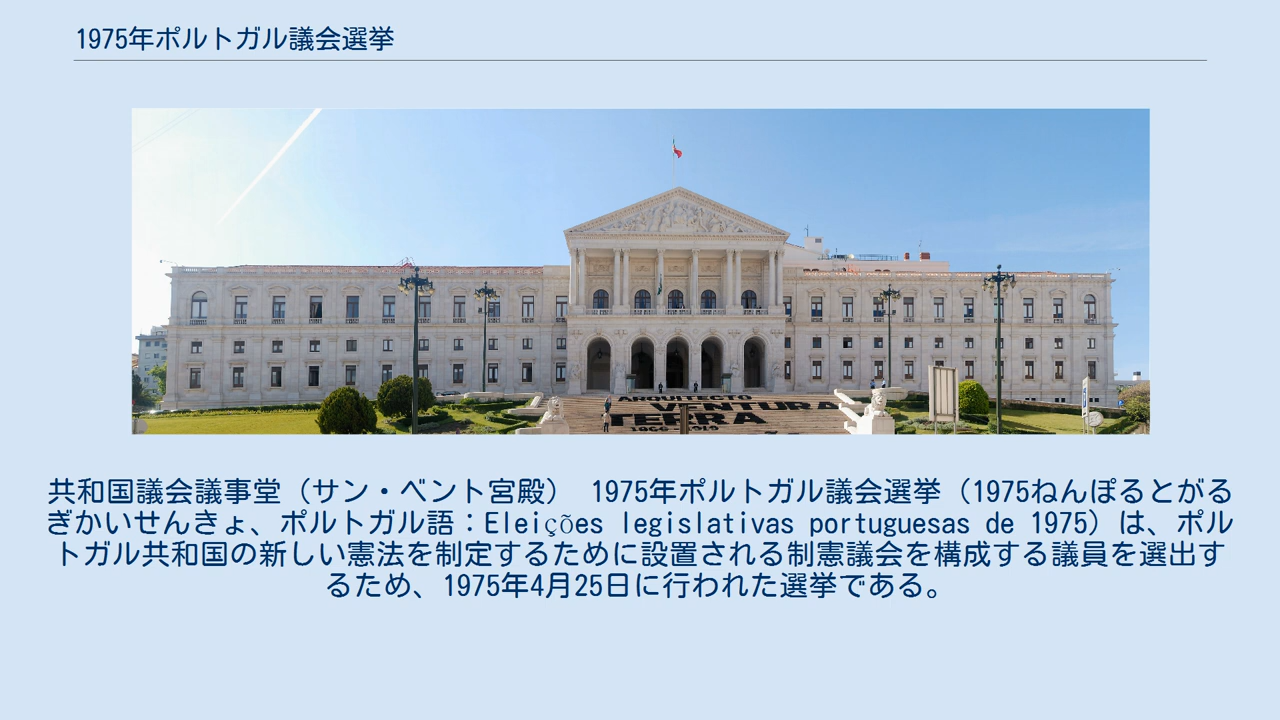 1975年ポルトガル議会選挙
ARQUITECTO
VENTURA
TERRA
1866 - 2019
共和国議会議事堂（サン・ベント宮殿） 1975年ポルトガル議会選挙（1975ねんぽるとがる
ぎかいせんきょ、ポルトガル語：Eleições legislativas portuguesas de 1975）は、ポル
トガル共和国の新しい憲法を制定するために設置される制憲議会を構成する議員を選出す
るため、1975年4月25日に行われた選挙である。